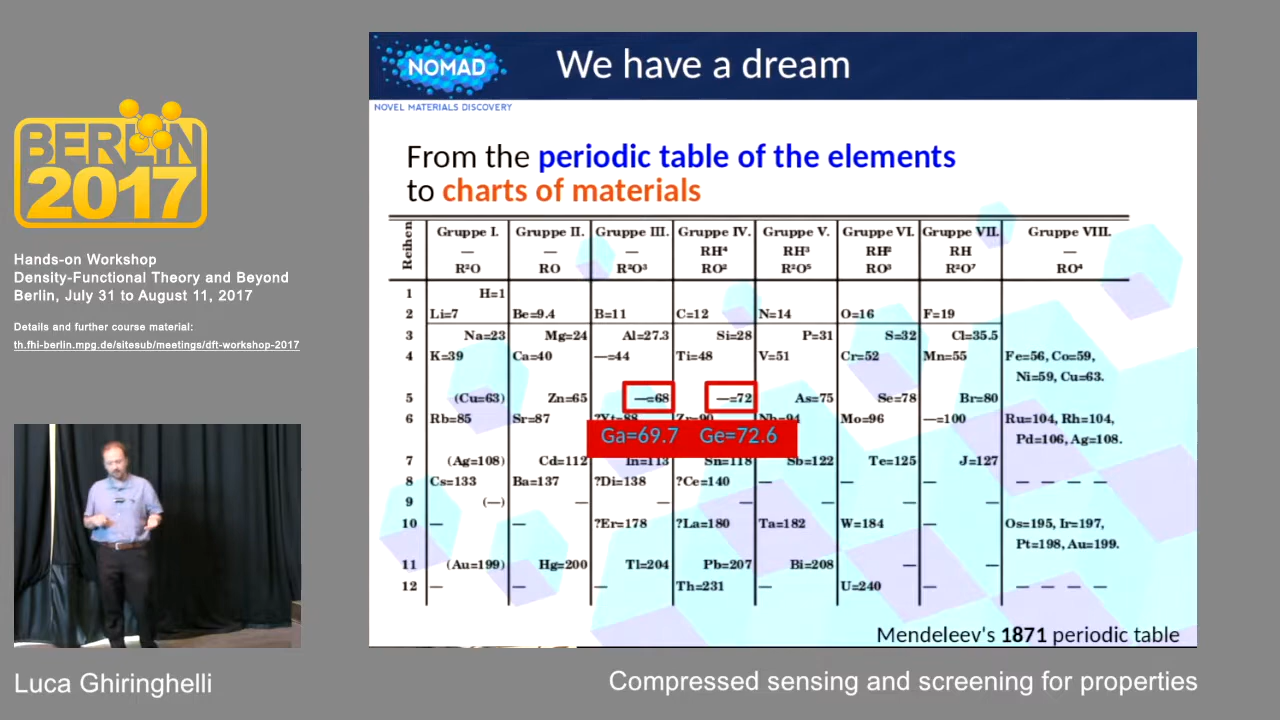 BERLIN
2017
Hands-on Workshop
Density-Functional Theory and Beyond
Berlin, July 31 to August 11, 2017
Details and further course material:
th.fhi-berlin.mpg.de/sitesub/meetings/dft-workshop-2017
Luca Ghiringhelli
NOMAD
NOVEL MATERIALS DISCOVERY
We have a dream
From the periodic table of the elements
to charts of materials
Reihen Gruppe I. Gruppe II. Gruppe III. Gruppe IV. Gruppe V. Gruppe VI. Gruppe VII. Gruppe VIII.
— — — RH⁴ RH³ RH² RH —
R²O RO R²O³ RO² R²O⁵ RO³ R²O⁷ RO⁴
1 H=1
2 Li=7 Be=9.4 B=11 C=12 N=14 O=16 F=19
3 Na=23 Mg=24 Al=27.3 Si=28 P=31 S=32 Cl=35.5
4 K=39 Ca=40 —=44 Ti=48 V=51 Cr=52 Mn=55 Fe=56, Co=59,
Ni=59, Cu=63.
5 (Cu=63) Zn=65 —=68 —=72 As=75 Se=78 Br=80
6 Rb=85 Sr=87 ?Yt=88 Zr=90 Nb=94 Mo=96 —=100 Ru=104, Rh=104,
Pd=106, Ag=108.
Ga=69.7 Ge=72.6
7 (Ag=108) Cd=112 In=113 Sn=118 Sb=122 Te=125 J=127
8 Cs=133 Ba=137 ?Di=138 ?Ce=140 — — — — — — —
9 (—) — — — — — —
10 — — ?Er=178 ?La=180 Ta=182 W=184 — Os=195, Ir=197,
Pt=198, Au=199.
11 (Au=199) Hg=200 Tl=204 Pb=207 Bi=208 — —
12 — — — Th=231 — U=240 — — — — —
Mendeleev's 1871 periodic table
Compressed sensing and screening for properties